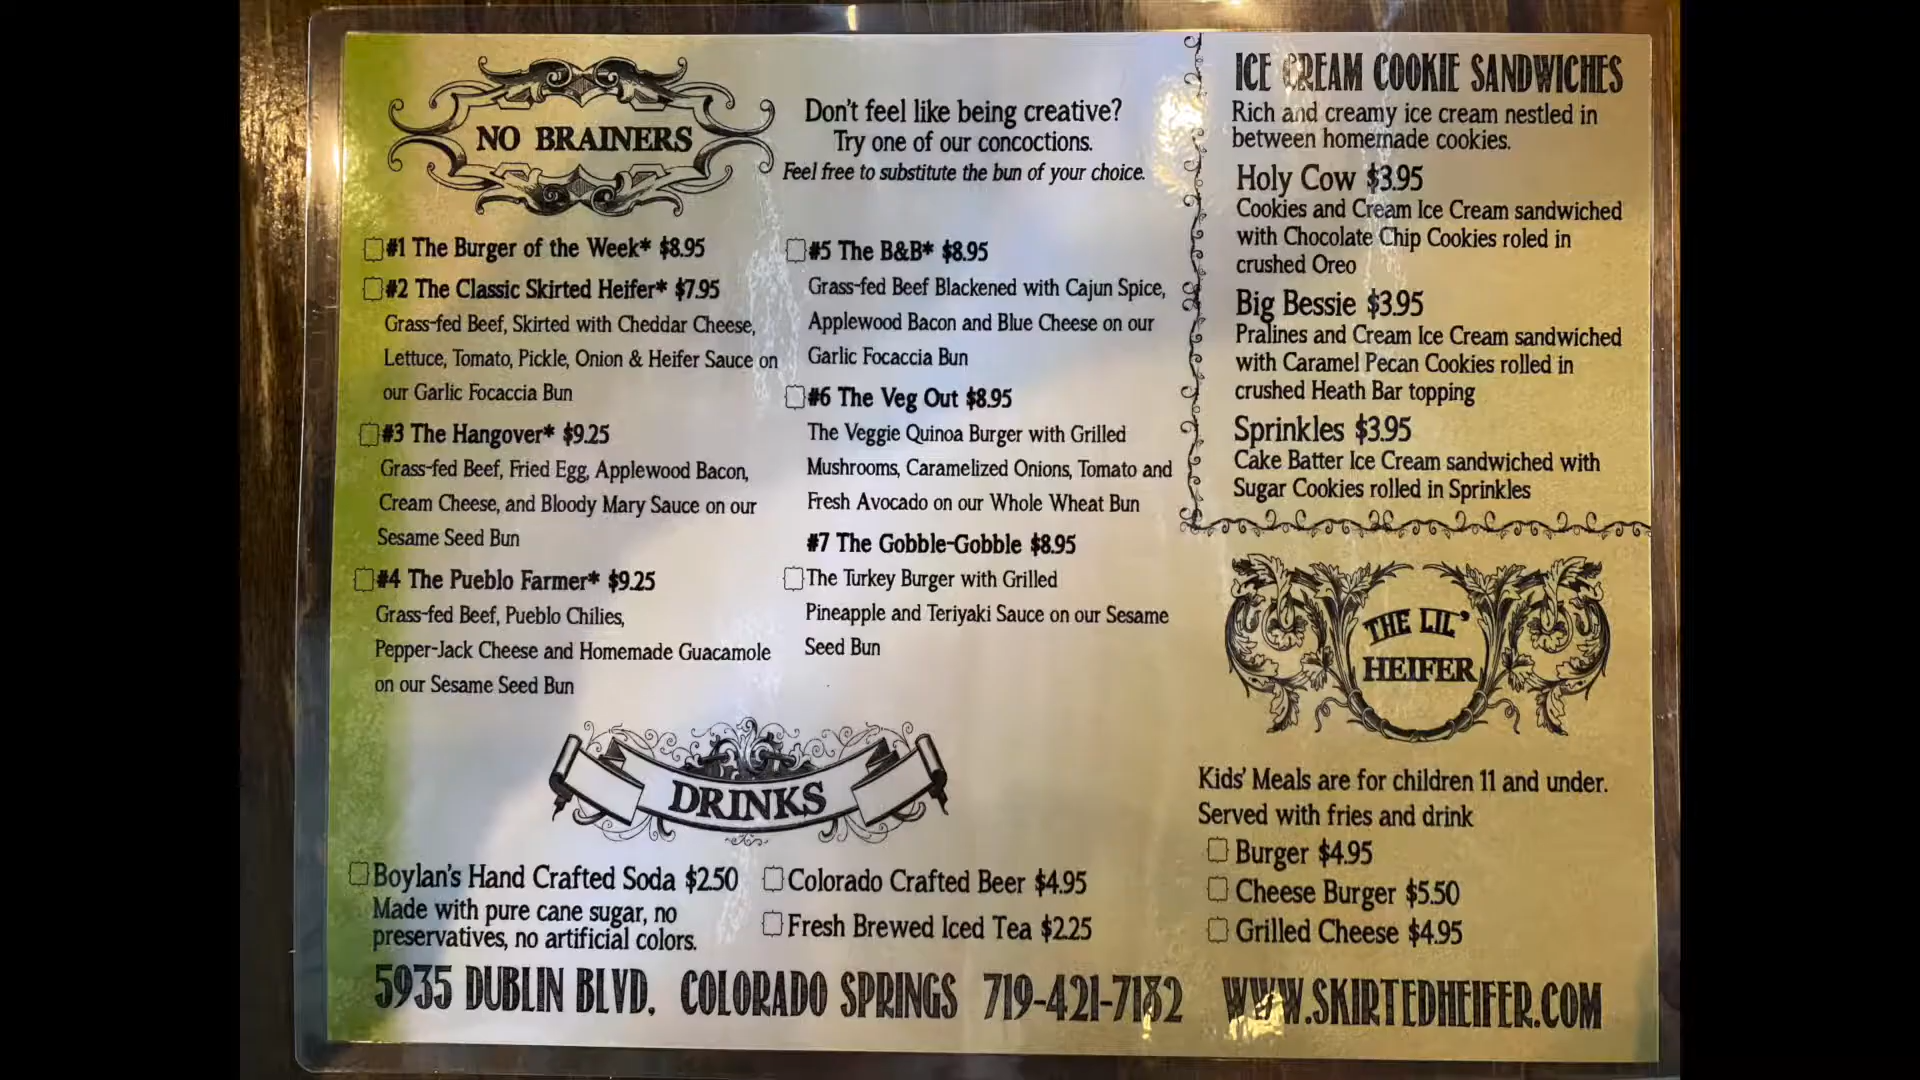 NO BRAINERS
Don't feel like being creative?
Try one of our concoctions.
Feel free to substitute the bun of your choice.
#1 The Burger of the Week* $8.95
#2 The Classic Skirted Heifer* $7.95
Grass-fed Beef, Skirted with Cheddar Cheese,
Lettuce, Tomato, Pickle, Onion & Heifer Sauce on
our Garlic Focaccia Bun
#3 The Hangover* $9.25
Grass-fed Beef, Fried Egg, Applewood Bacon,
Cream Cheese, and Bloody Mary Sauce on our
Sesame Seed Bun
#4 The Pueblo Farmer* $9.25
Grass-fed Beef, Pueblo Chilies,
Pepper-Jack Cheese and Homemade Guacamole
on our Sesame Seed Bun
#5 The B&B* $8.95
Grass-fed Beef Blackened with Cajun Spice,
Applewood Bacon and Blue Cheese on our
Garlic Focaccia Bun
#6 The Veg Out $8.95
The Veggie Quinoa Burger with Grilled
Mushrooms, Caramelized Onions, Tomato and
Fresh Avocado on our Whole Wheat Bun
#7 The Gobble-Gobble $8.95
The Turkey Burger with Grilled
Pineapple and Teriyaki Sauce on our Sesame
Seed Bun
DRINKS
Boylan's Hand Crafted Soda $2.50
Made with pure cane sugar, no
preservatives, no artificial colors.
Colorado Crafted Beer $4.95
Fresh Brewed Iced Tea $2.25
ICE CREAM COOKIE SANDWICHES
Rich and creamy ice cream nestled in
between homemade cookies.
Holy Cow $3.95
Cookies and Cream Ice Cream sandwiched
with Chocolate Chip Cookies roled in
crushed Oreo
Big Bessie $3.95
Pralines and Cream Ice Cream sandwiched
with Caramel Pecan Cookies rolled in
crushed Heath Bar topping
Sprinkles $3.95
Cake Batter Ice Cream sandwiched with
Sugar Cookies rolled in Sprinkles
THE LIL'
HEIFER
Kids' Meals are for children 11 and under.
Served with fries and drink
Burger $4.95
Cheese Burger $5.50
Grilled Cheese $4.95
5935 DUBLIN BLVD. COLORADO SPRINGS 719-421-7182 WWW.SKIRTEDHEIFER.COM